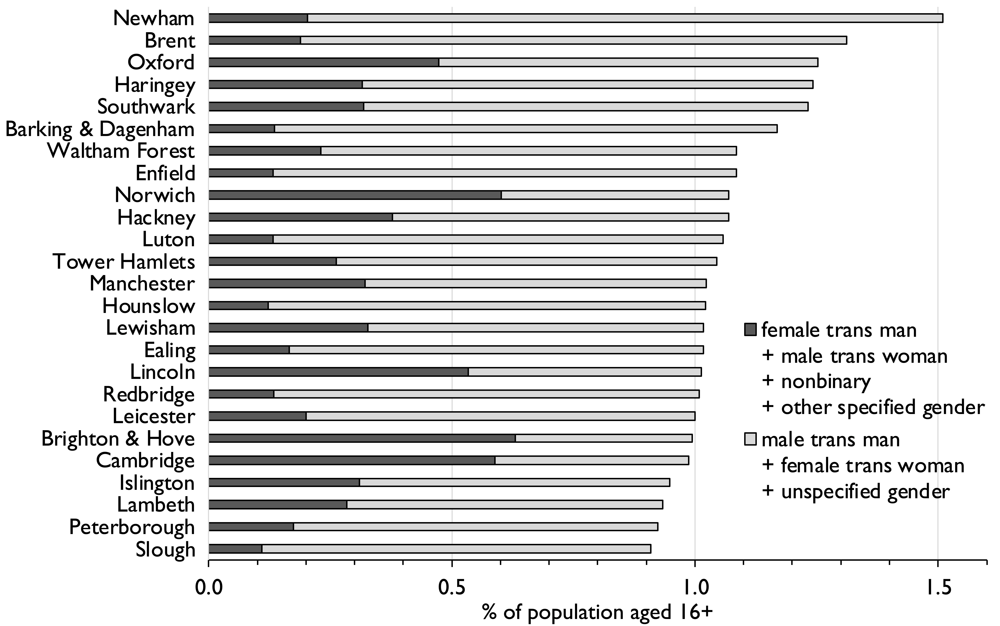 Newham
Brent
Oxford
Haringey
Southwark
Barking & Dagenham
Waltham Forest
Enfield
Norwich
Hackney
Luton
Tower Hamlets
Manchester
Hounslow
Lewisham
Ealing
Lincoln
Redbridge
Leicester
Brighton & Hove
Cambridge
Islington
Lambeth
Peterborough
Slough
female trans man
+ male trans woman
+ nonbinary
+ other specified gender
male trans man
+ female trans woman
+ unspecified gender
0.0 0.5 1.0 1.5
% of population aged 16+